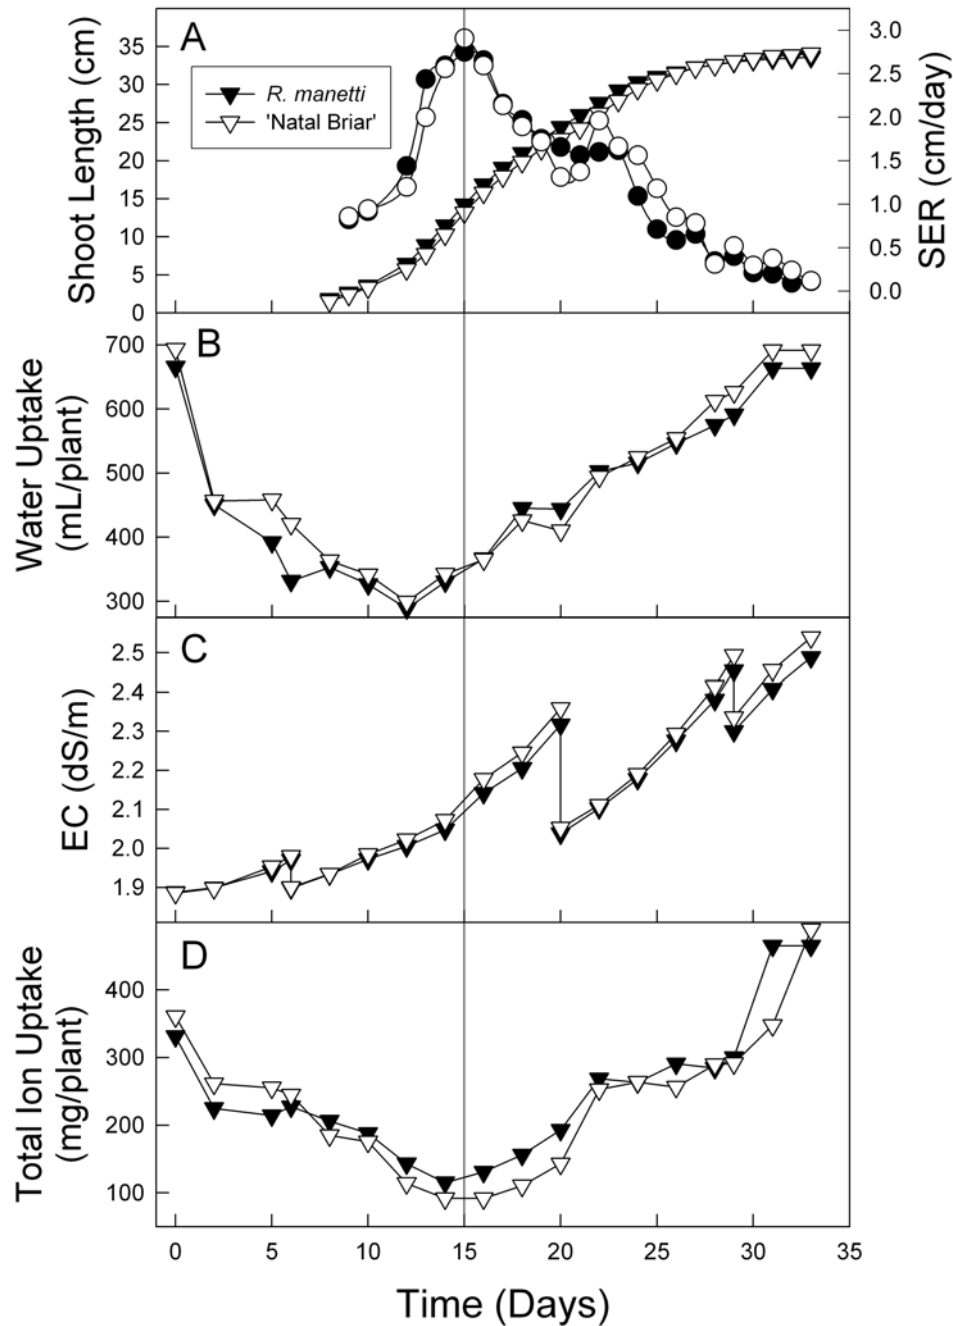 A
Shoot Length (cm)
35
30
25
20
15
10
5
0
R. manetti
'Natal Briar'
3.0
2.5
2.0
1.5
1.0
0.5
0.0
SER (cm/day)
B
Water Uptake
(mL/plant)
700
600
500
400
300
C
EC (dS/m)
2.5
2.4
2.3
2.2
2.1
2.0
1.9
D
Total Ion Uptake
(mg/plant)
400
300
200
100
0 5 10 15 20 25 30 35
Time (Days)